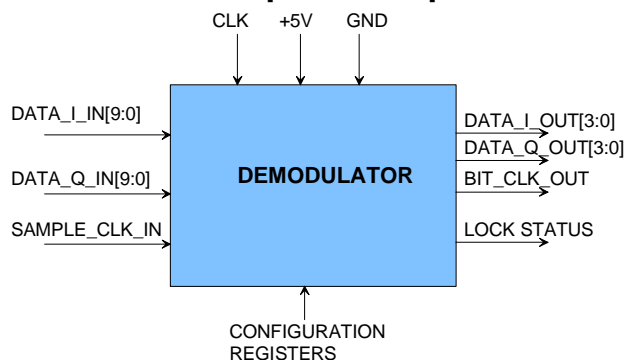 CLK +5V GND
DATA_I_IN[9:0]
DATA_I_OUT[3:0]
DATA_Q_OUT[3:0]
DATA_Q_IN[9:0]
DEMODULATOR
BIT_CLK_OUT
SAMPLE_CLK_IN
LOCK STATUS
CONFIGURATION
REGISTERS